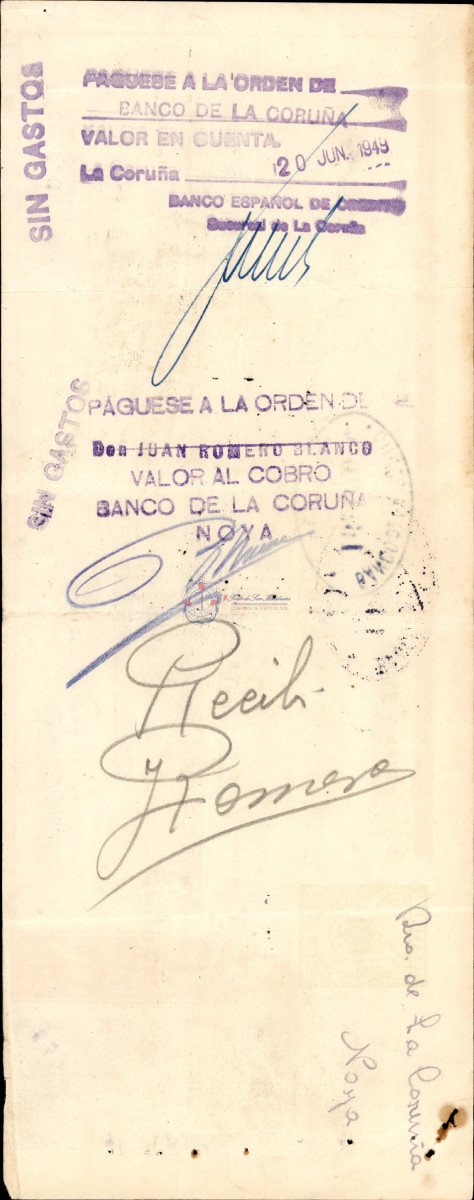 SIN GASTOS
PAGUESE A LA ORDEN DE
BANCO DE LA CORUÑA
VALOR EN CUENTA.
La Coruña 20 JUN. 1949
BANCO ESPAÑOL DE CREDITO
Sucursal de La Coruña
SIN GASTOS
PÁGUESE A LA ORDEN DE
Don JUAN ROMERO BLANCO
VALOR AL COBRO
BANCO DE LA CORUÑA
NOYA
Recibí
Romero
Bco. de La Coruña
Noya